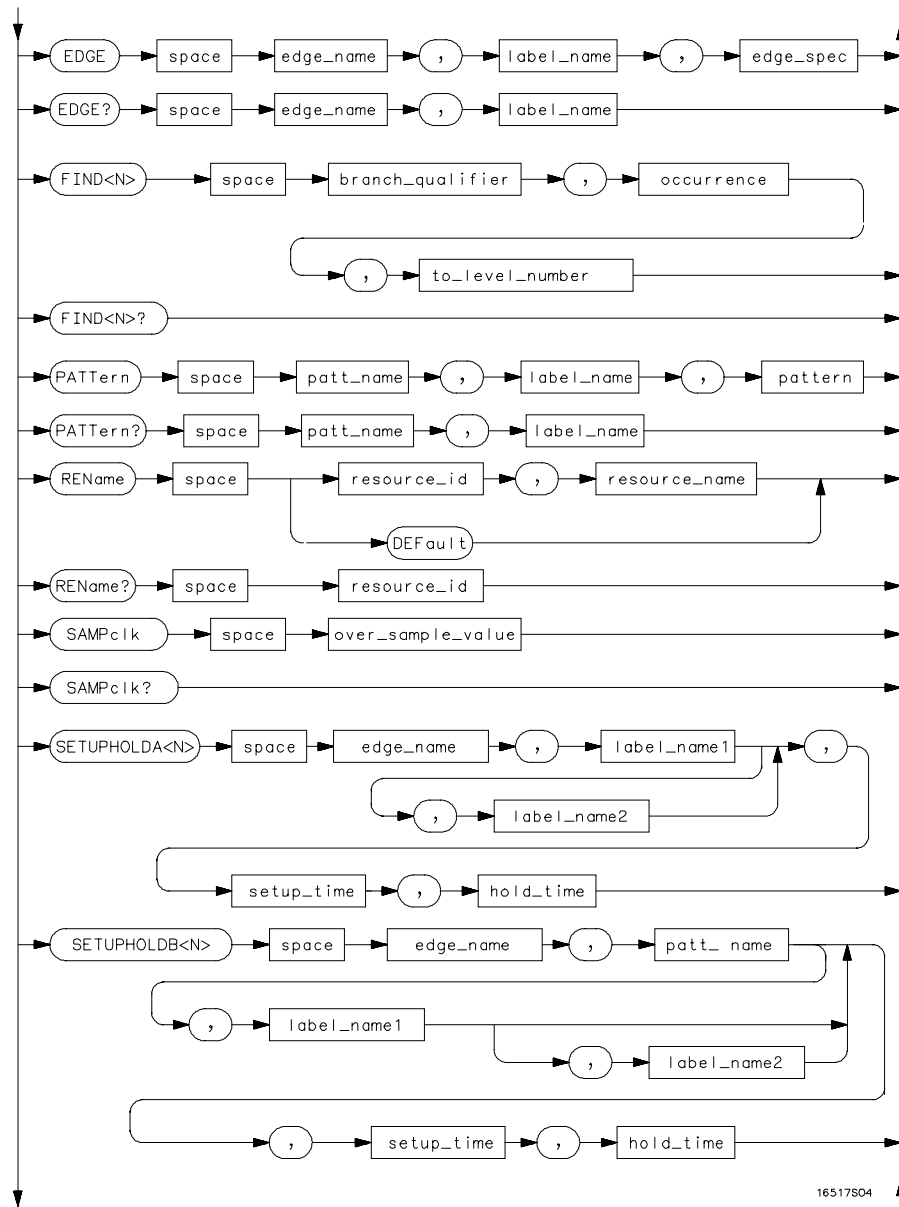 EDGE space edge_name , label_name , edge_spec
EDGE? space edge_name , label_name
FIND<N> space branch_qualifier , occurrence
, to_level_number
FIND<N>?
PATTern space patt_name , label_name , pattern
PATTern? space patt_name , label_name
REName space resource_id , resource_name
DEFault
REName? space resource_id
SAMPclk space over_sample_value
SAMPclk?
SETUPHOLDA<N> space edge_name , label_name1 ,
, label_name2
setup_time , hold_time
SETUPHOLDB<N> space edge_name , patt_ name
, label_name1
, label_name2
, setup_time , hold_time
16517S04